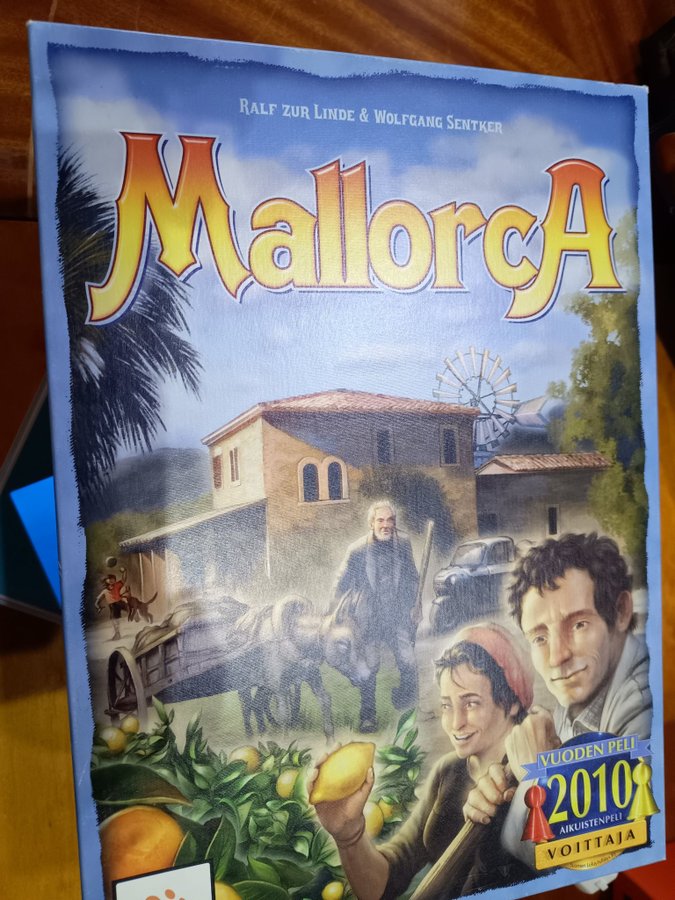 RALF ZUR LINDE & WOLFGANG SENTKER
Mallorca
VUODEN PELI
2010
AIKUISTENPELI
VOITTAJA